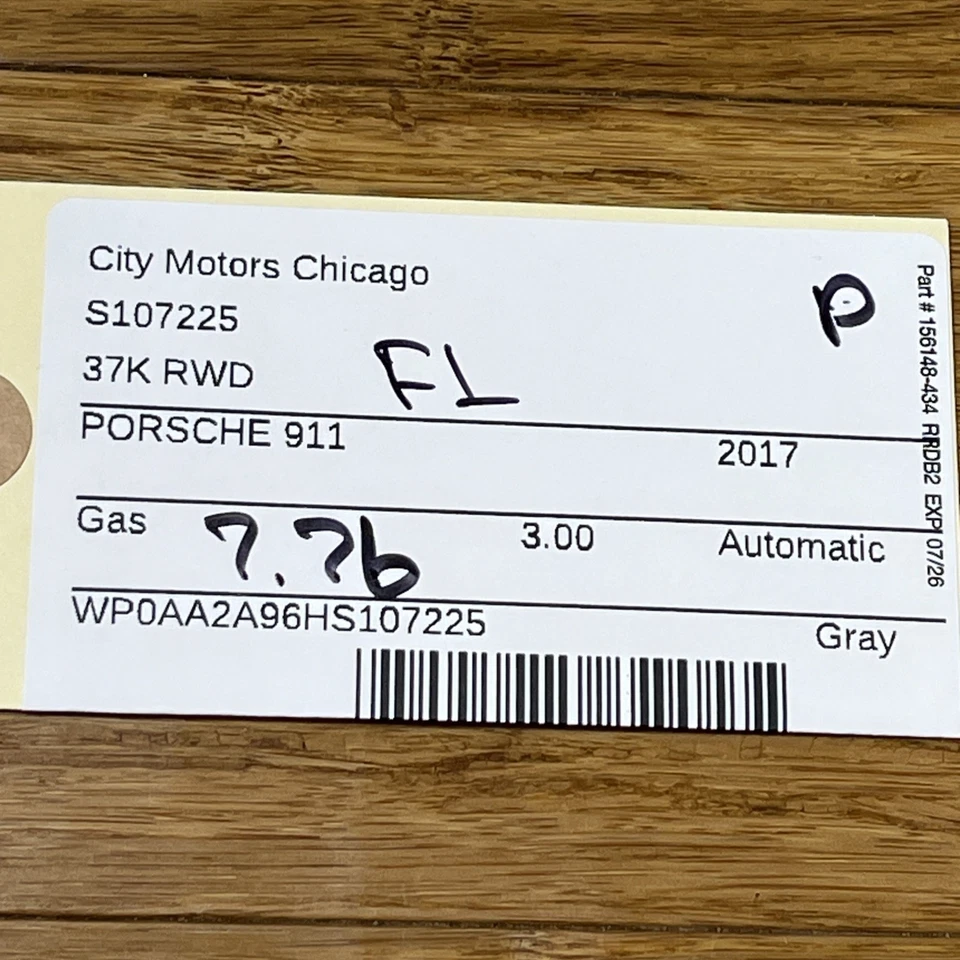 City Motors Chicago
S107225
P
37K RWD
F1
PORSCHE 911 2017
Gas 7.76 3.00 Automatic
WP0AA2A96HS107225 Gray
Part # 156148-434 RRDB2 EXP! 07/26